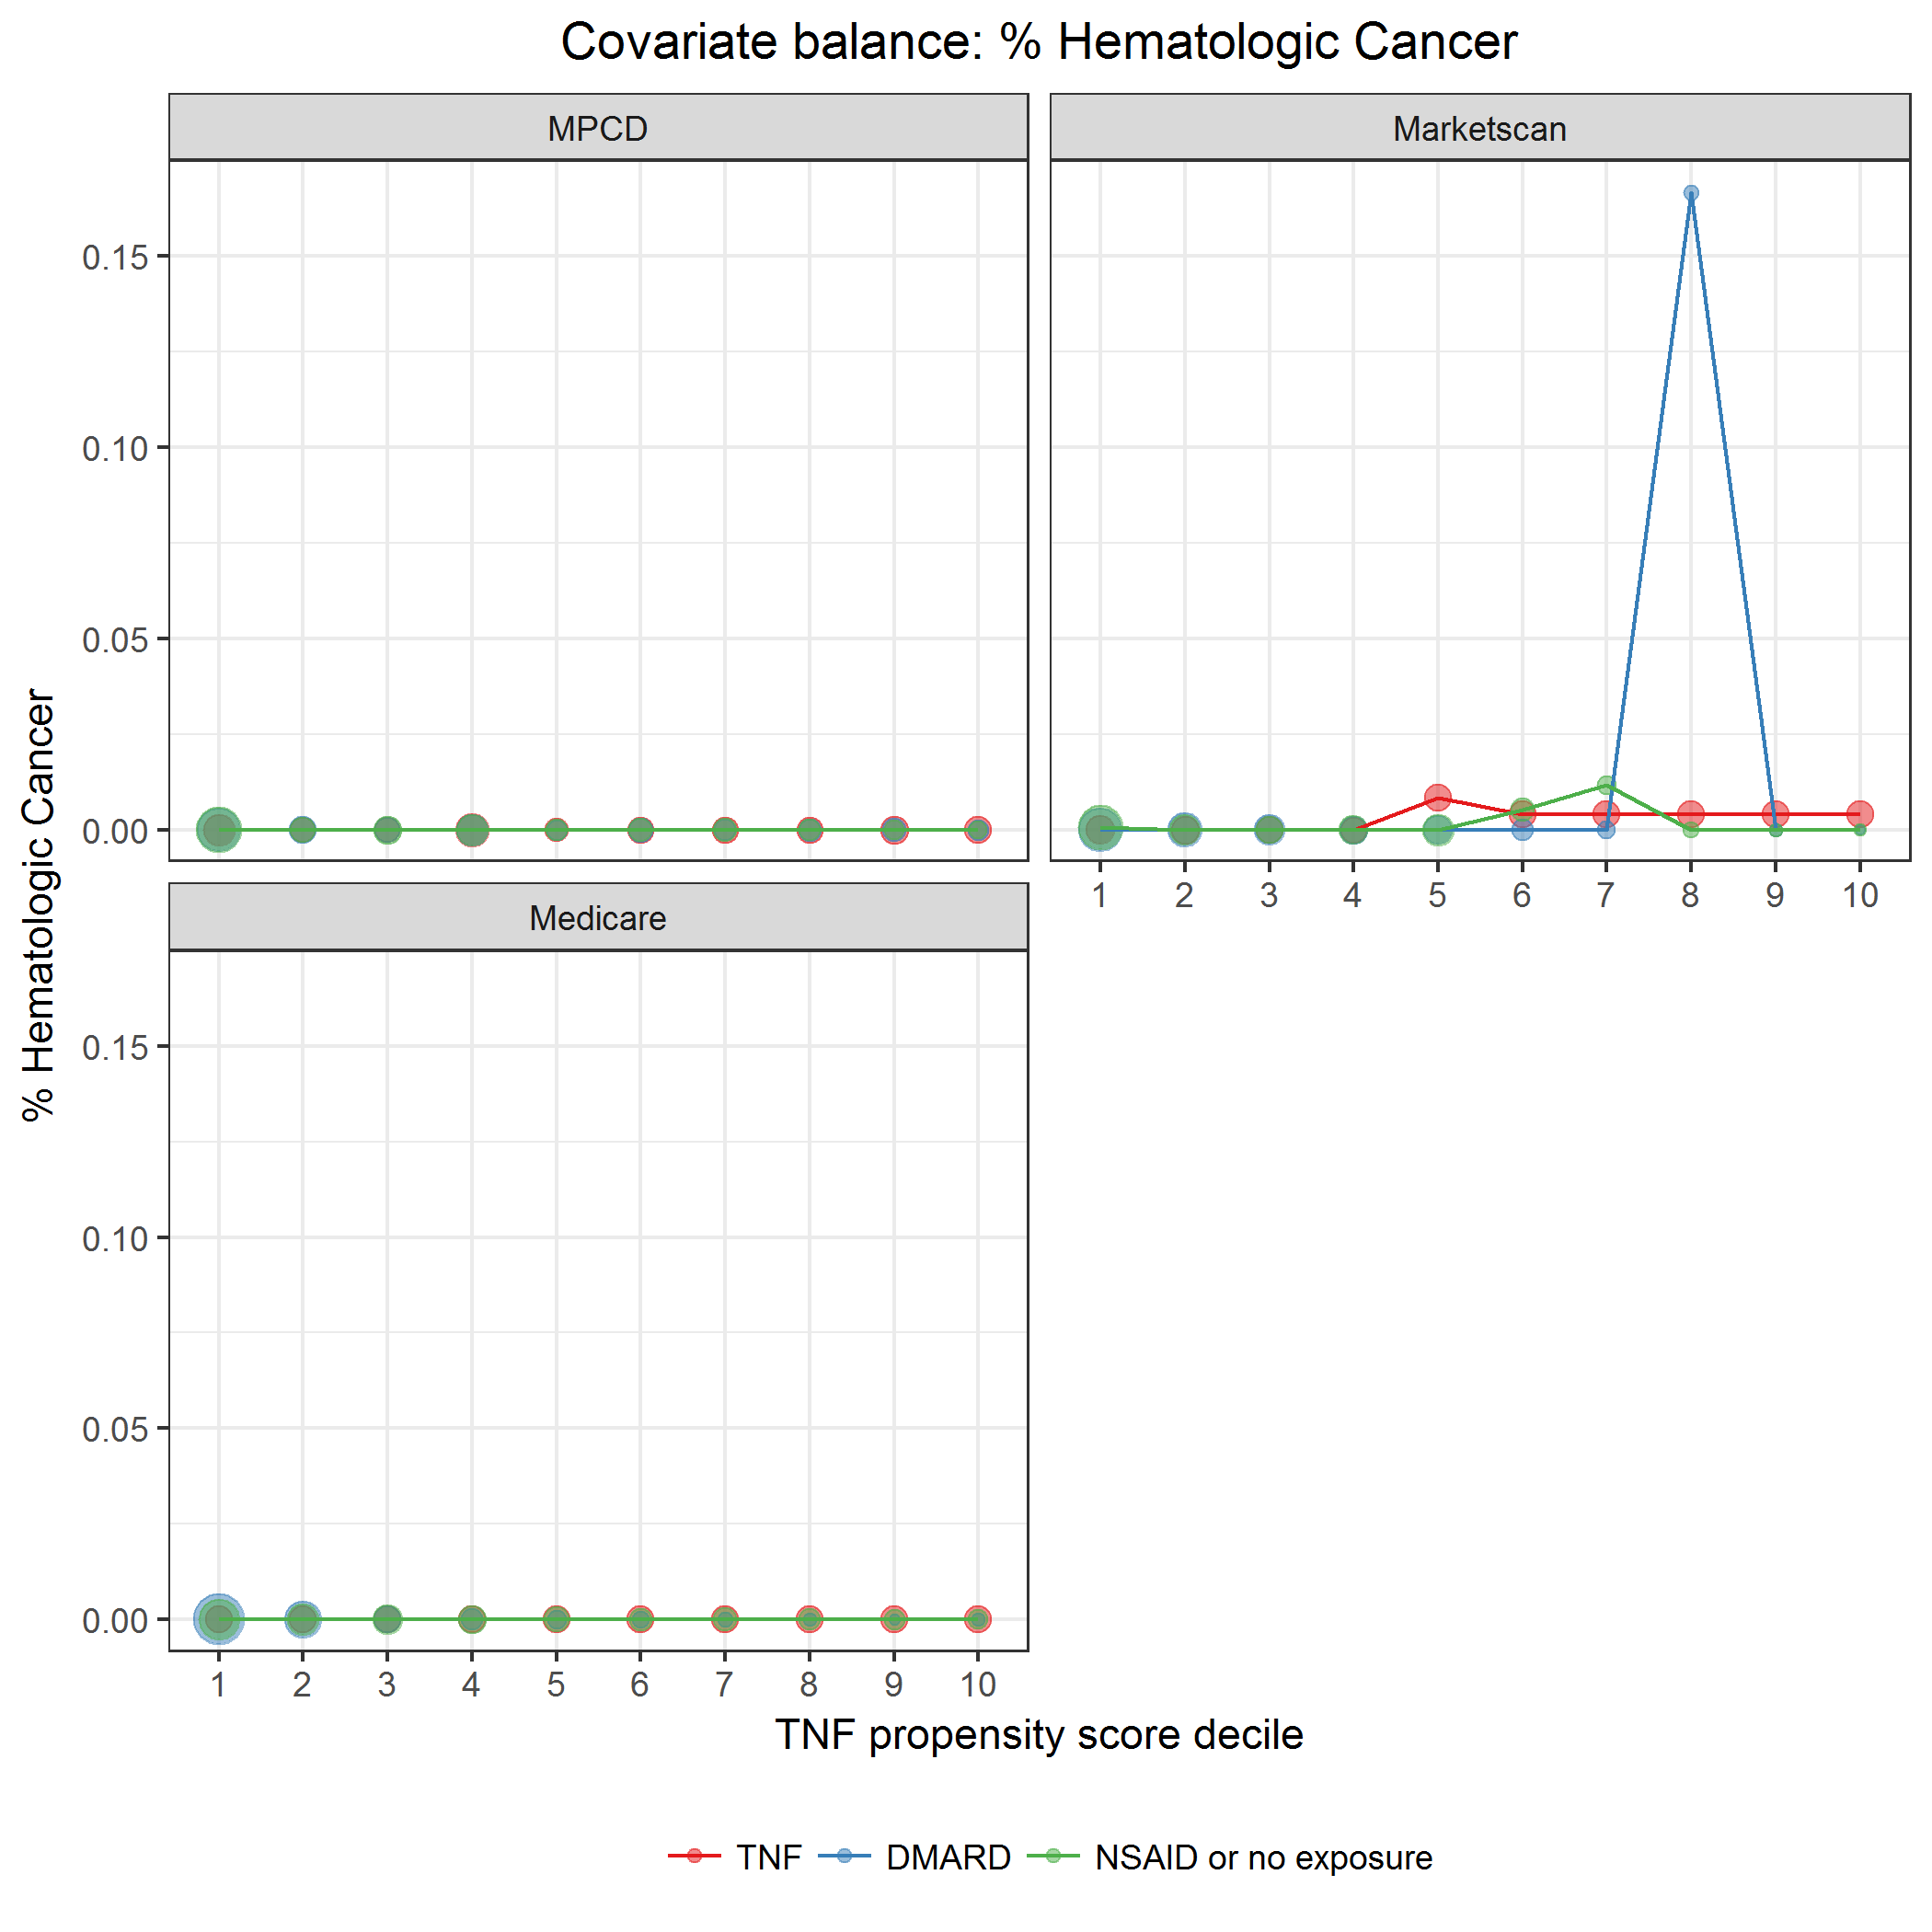 Covariate balance: % Hematologic Cancer
MPCD
Marketscan
0.15
0.10
0.05
0.00
1 2 3 4 5 6 7 8 9 10
Medicare
0.15
0.10
0.05
0.00
1 2 3 4 5 6 7 8 9 10
% Hematologic Cancer
TNF propensity score decile
TNF DMARD NSAID or no exposure